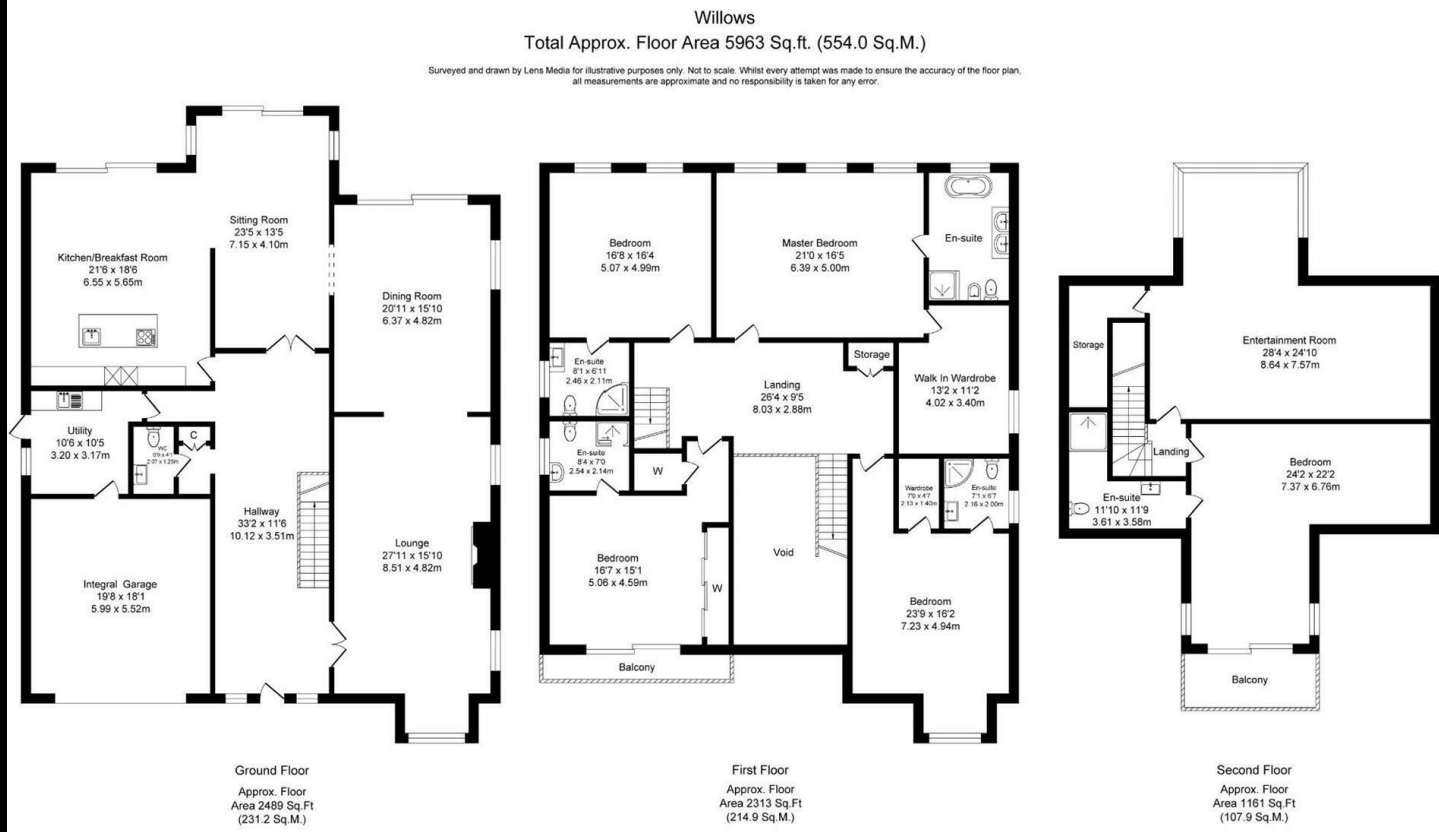 Willows
Total Approx. Floor Area 5963 Sq.ft. (554.0 Sq.M.)
Surveyed and drawn by Lens Media for illustrative purposes only. Not to scale. Whilst every attempt was made to ensure the accuracy of the floor plan,
all measurements are approximate and no responsibility is taken for any error.
Sitting Room
23'5 x 13'5
7.15 x 4.10m
Kitchen/Breakfast Room
21'6 x 18'6
6.55 x 5.65m
Dining Room
20'11 x 15'10
6.37 x 4.82m
Utility
10'6 x 10'5
3.20 x 3.17m
WC
2.07 x 1.25m
C
Hallway
33'2 x 11'6
10.12 x 3.51m
Lounge
27'11 x 15'10
8.51 x 4.82m
Integral Garage
19'8 x 18'1
5.99 x 5.52m
Ground Floor
Approx. Floor
Area 2489 Sq.Ft
(231.2 Sq.M.)
Bedroom
16'8 x 16'4
5.07 x 4.99m
Master Bedroom
21'0 x 16'5
6.39 x 5.00m
En-suite
En-suite
8'1 x 6'11
2.46 x 2.11m
Landing
26'4 x 9'5
8.03 x 2.88m
Storage
Walk In Wardrobe
13'2 x 11'2
4.02 x 3.40m
En-suite
8'4 x 7'0
2.54 x 2.14m
W
Wardrobe
7'0 x 4'7
2.13 x 1.40m
En-suite
7'1 x 6'7
2.16 x 2.00m
Void
Bedroom
16'7 x 15'1
5.06 x 4.59m
W
Bedroom
23'9 x 16'2
7.23 x 4.94m
Balcony
First Floor
Approx. Floor
Area 2313 Sq.Ft
(214.9 Sq.M.)
Storage
Entertainment Room
28'4 x 24'10
8.64 x 7.57m
Landing
Bedroom
24'2 x 22'2
7.37 x 6.76m
En-suite
11'10 x 11'9
3.61 x 3.58m
Balcony
Second Floor
Approx. Floor
Area 1161 Sq.Ft
(107.9 Sq.M.)